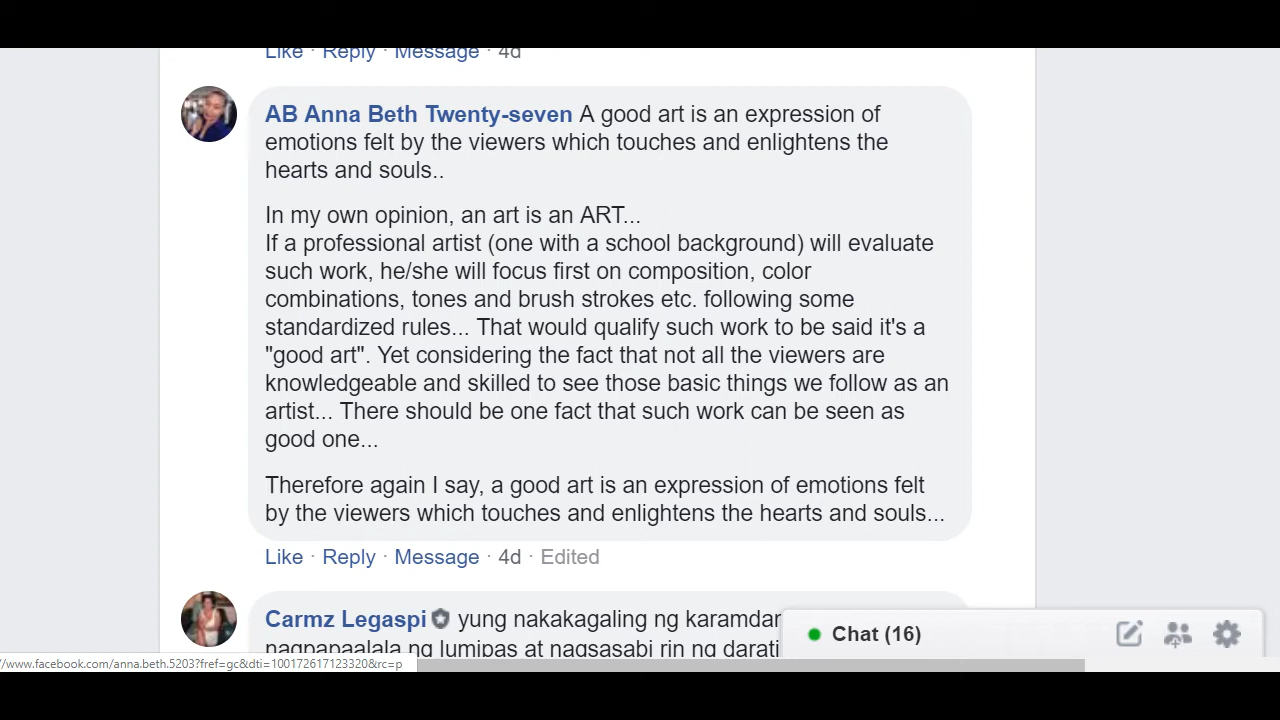 Like · Reply · Message · 4d
AB Anna Beth Twenty-seven A good art is an expression of
emotions felt by the viewers which touches and enlightens the
hearts and souls..
In my own opinion, an art is an ART...
If a professional artist (one with a school background) will evaluate
such work, he/she will focus first on composition, color
combinations, tones and brush strokes etc. following some
standardized rules... That would qualify such work to be said it's a
"good art". Yet considering the fact that not all the viewers are
knowledgeable and skilled to see those basic things we follow as an
artist... There should be one fact that such work can be seen as
good one...
Therefore again I say, a good art is an expression of emotions felt
by the viewers which touches and enlightens the hearts and souls...
Like · Reply · Message · 4d · Edited
Carmz Legaspi yung nakakagaling ng
nagpapaalala ng lumipas at nagsasabi rin ng
Chat (16)
/www.facebook.com/anna.beth.5203?fref=gc&dti=100172617123320&rc=p